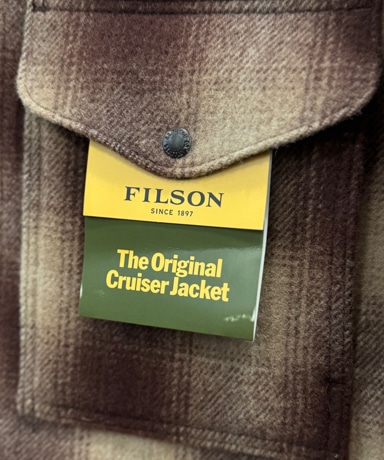 FILSON
SINCE 1897
The Original
Cruiser Jacket